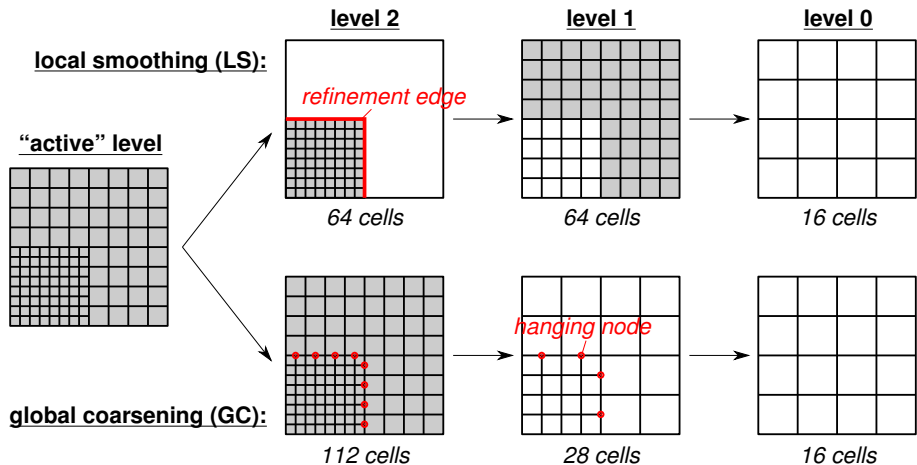 level 2
level 1
level 0
local smoothing (LS):
refinement edge
“active” level
64 cells
64 cells
16 cells
hanging node
global coarsening (GC):
112 cells
28 cells
16 cells